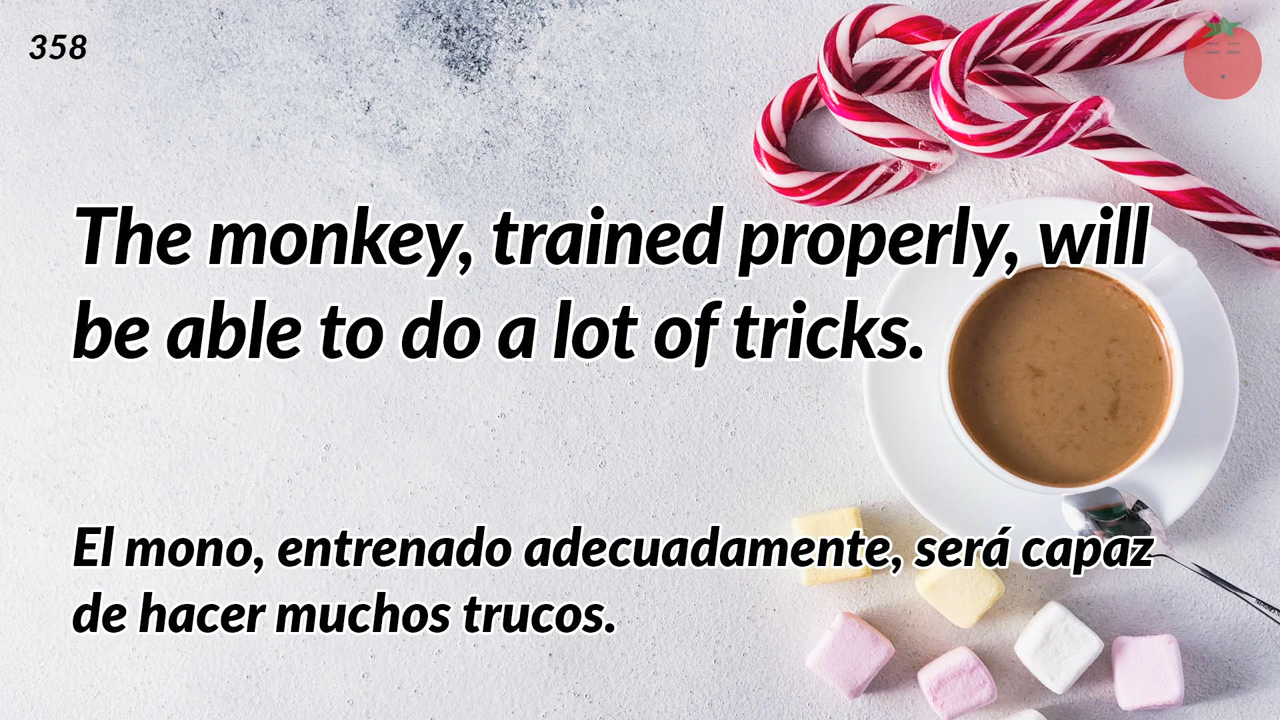 358
The monkey, trained properly, will
be able to do a lot of tricks.
El mono, entrenado adecuadamente, será capaz
de hacer muchos trucos.